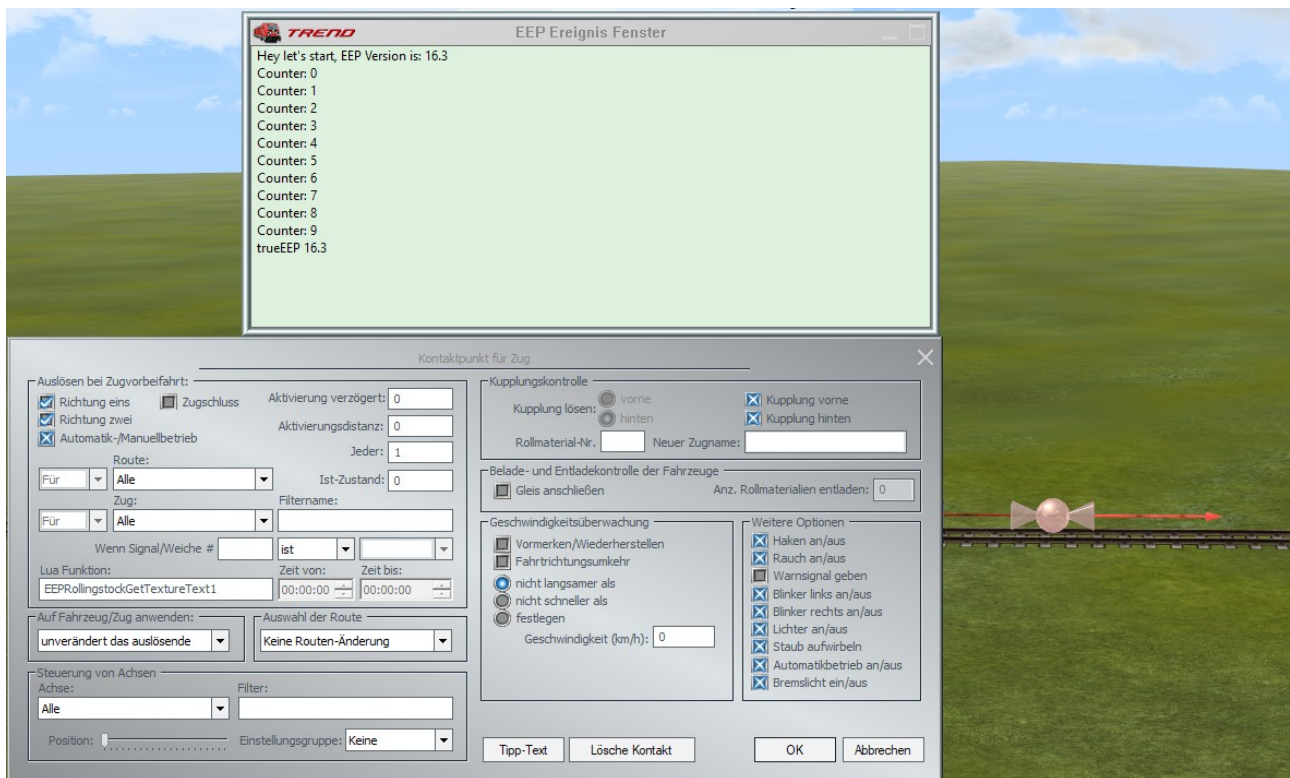 TREND
EEP Ereignis Fenster
Hey let's start, EEP Version is: 16.3
Counter: 0
Counter: 1
Counter: 2
Counter: 3
Counter: 4
Counter: 5
Counter: 6
Counter: 7
Counter: 8
Counter: 9
trueEEP 16.3
Kontaktpunkt für Zug
Auslösen bei Zugvorbeifahrt:
Richtung eins
Zugschluss
Aktivierung verzögert: 0
Richtung zwei
Aktivierungsdistanz: 0
Automatik-/Manuellbetrieb
Jeder: 1
Route:
Für
Alle
Ist-Zustand: 0
Zug:
Filtername:
Für
Alle
Wenn Signal/Weiche #
ist
Lua Funktion:
Zeit von:
Zeit bis:
EEPRollingstockGetTextureText1
00:00:00
00:00:00
Auf Fahrzeug/Zug anwenden:
unverändert das auslösende
Auswahl der Route
Keine Routen-Änderung
Steuerung von Achsen
Achse:
Filter:
Alle
Position:
Einstellungsgruppe: Keine
Kupplungskontrolle
Kupplung lösen:
vorne
hinten
Kupplung vorne
Kupplung hinten
Rollmaterial-Nr.
Neuer Zugname:
Belade- und Entladekontrolle der Fahrzeuge
Gleis anschließen
Anz. Rollmaterialien entladen: 0
Geschwindigkeitsüberwachung
Vormerken/Wiederherstellen
Fahrtrichtungsumkehr
nicht langsamer als
nicht schneller als
festlegen
Geschwindigkeit (km/h): 0
Weitere Optionen
Haken an/aus
Rauch an/aus
Warnsignal geben
Blinker links an/aus
Blinker rechts an/aus
Lichter an/aus
Staub aufwirbeln
Automatikbetrieb an/aus
Bremslicht ein/aus
Tipp-Text
Lösche Kontakt
OK
Abbrechen